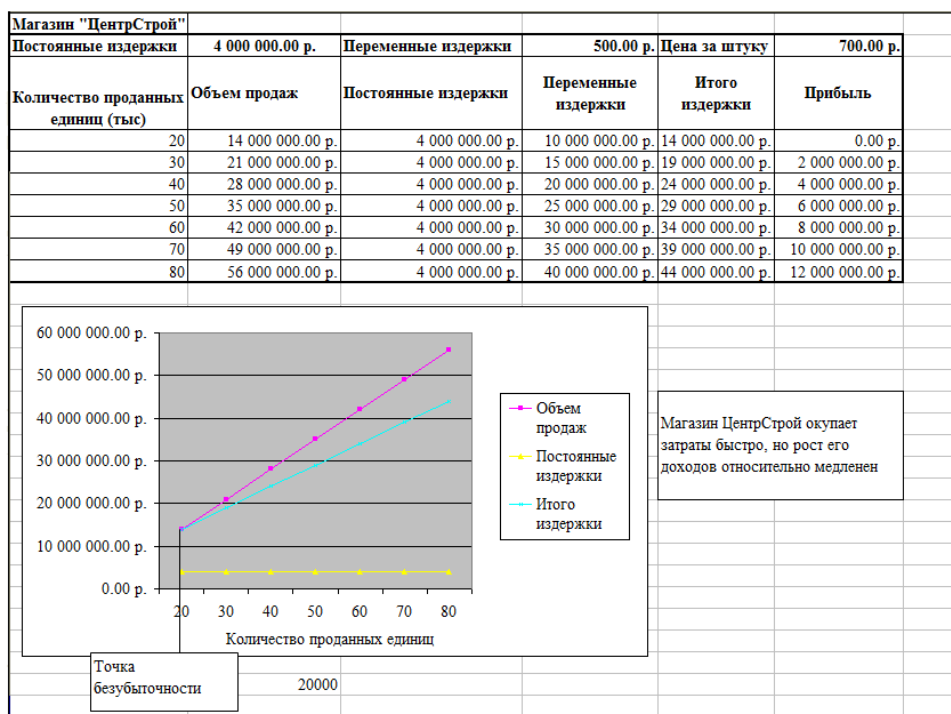 Магазин "ЦентрСтрой"
Постоянные издержки 4 000 000.00 р. Переменные издержки 500.00 р. Цена за штуку 700.00 р.
Количество проданных единиц (тыс) Объем продаж Постоянные издержки Переменные издержки Итого издержки Прибыль
20 14 000 000.00 р. 4 000 000.00 р. 10 000 000.00 р. 14 000 000.00 р. 0.00 р.
30 21 000 000.00 р. 4 000 000.00 р. 15 000 000.00 р. 19 000 000.00 р. 2 000 000.00 р.
40 28 000 000.00 р. 4 000 000.00 р. 20 000 000.00 р. 24 000 000.00 р. 4 000 000.00 р.
50 35 000 000.00 р. 4 000 000.00 р. 25 000 000.00 р. 29 000 000.00 р. 6 000 000.00 р.
60 42 000 000.00 р. 4 000 000.00 р. 30 000 000.00 р. 34 000 000.00 р. 8 000 000.00 р.
70 49 000 000.00 р. 4 000 000.00 р. 35 000 000.00 р. 39 000 000.00 р. 10 000 000.00 р.
80 56 000 000.00 р. 4 000 000.00 р. 40 000 000.00 р. 44 000 000.00 р. 12 000 000.00 р.
60 000 000.00 р.
50 000 000.00 р.
40 000 000.00 р.
30 000 000.00 р.
20 000 000.00 р.
10 000 000.00 р.
0.00 р.
20 30 40 50 60 70 80
Количество проданных единиц
Объем
продаж
Постоянные
издержки
Итого
издержки
Магазин ЦентрСтрой окупает
затраты быстро, но рост его
доходов относительно медленен
Точка
безубыточности
20000